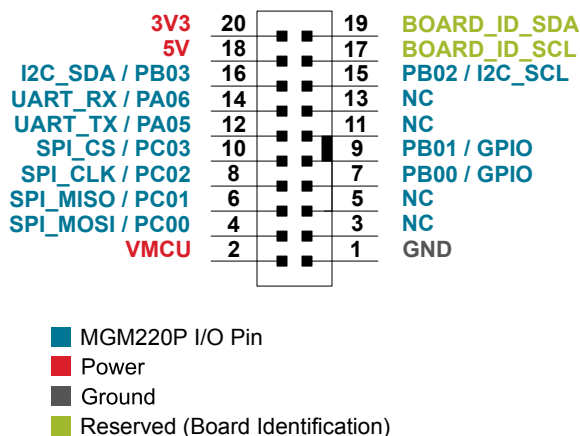 3V3 20 19 BOARD_ID_SDA
5V 18 17 BOARD_ID_SCL
I2C_SDA / PB03 16 15 PB02 / I2C_SCL
UART_RX / PA06 14 13 NC
UART_TX / PA05 12 11 NC
SPI_CS / PC03 10 9 PB01 / GPIO
SPI_CLK / PC02 8 7 PB00 / GPIO
SPI_MISO / PC01 6 5 NC
SPI_MOSI / PC00 4 3 NC
VMCU 2 1 GND
MGM220P I/O Pin
Power
Ground
Reserved (Board Identification)